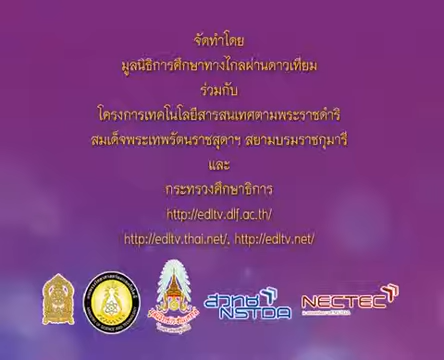 จัดทำโดย
มูลนิธิการศึกษาทางไกลผ่านดาวเทียม
ร่วมกับ
โครงการเทคโนโลยีสารสนเทศตามพระราชดำริ
สมเด็จพระเทพรัตนราชสุดาฯ สยามบรมราชกุมารี
และ
กระทรวงศึกษาธิการ
http://edltv.dlf.ac.th/
http://edltv.thai.net/, http://edltv.net/
สวทช NECTEC
NSTDA